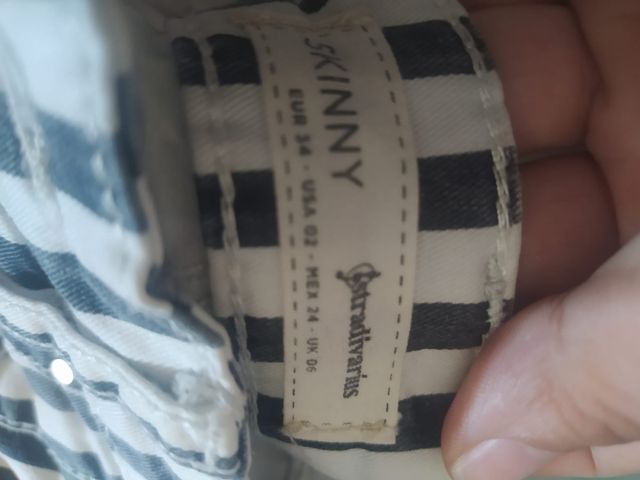 SKINNY
Stradivarius
EUR 34 - USA 02 - MEX 24 - UK 06